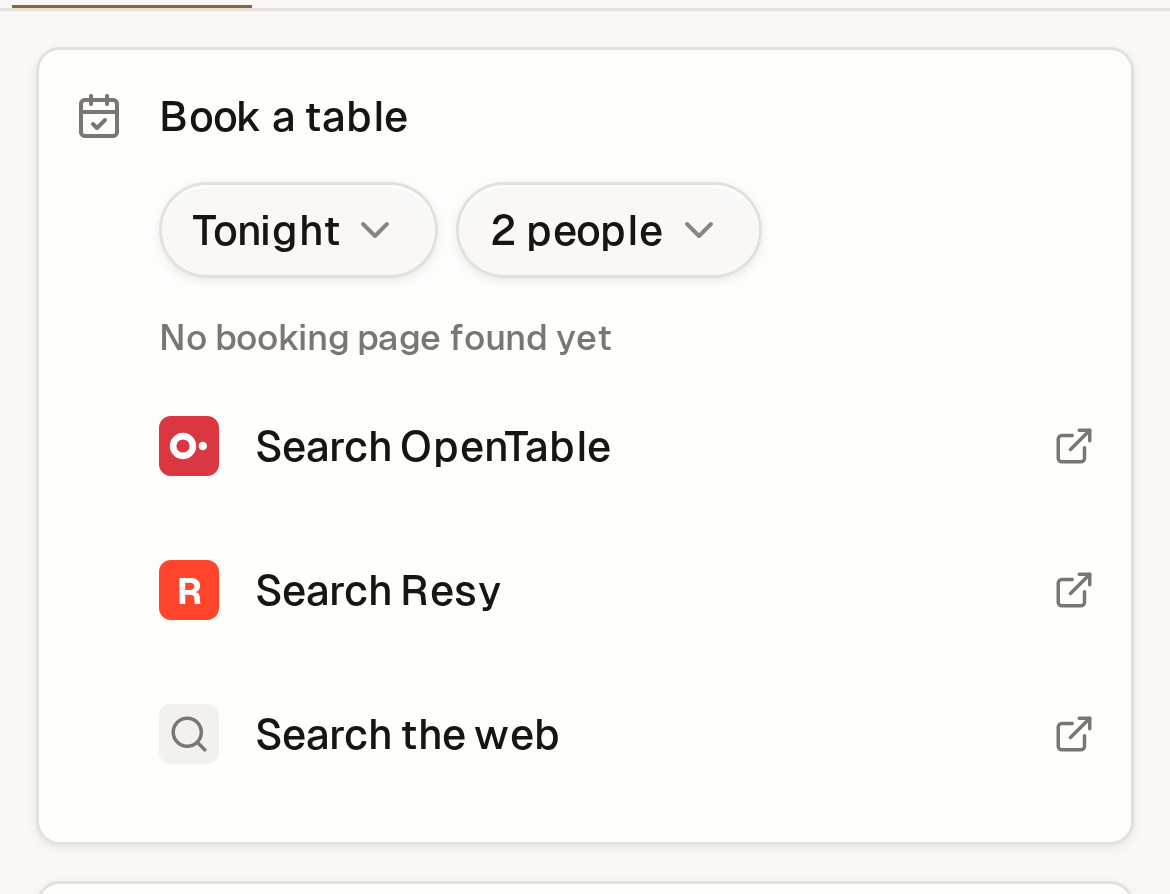 Book a table
Tonight
2 people
No booking page found yet
Search OpenTable
R
Search Resy
Search the web